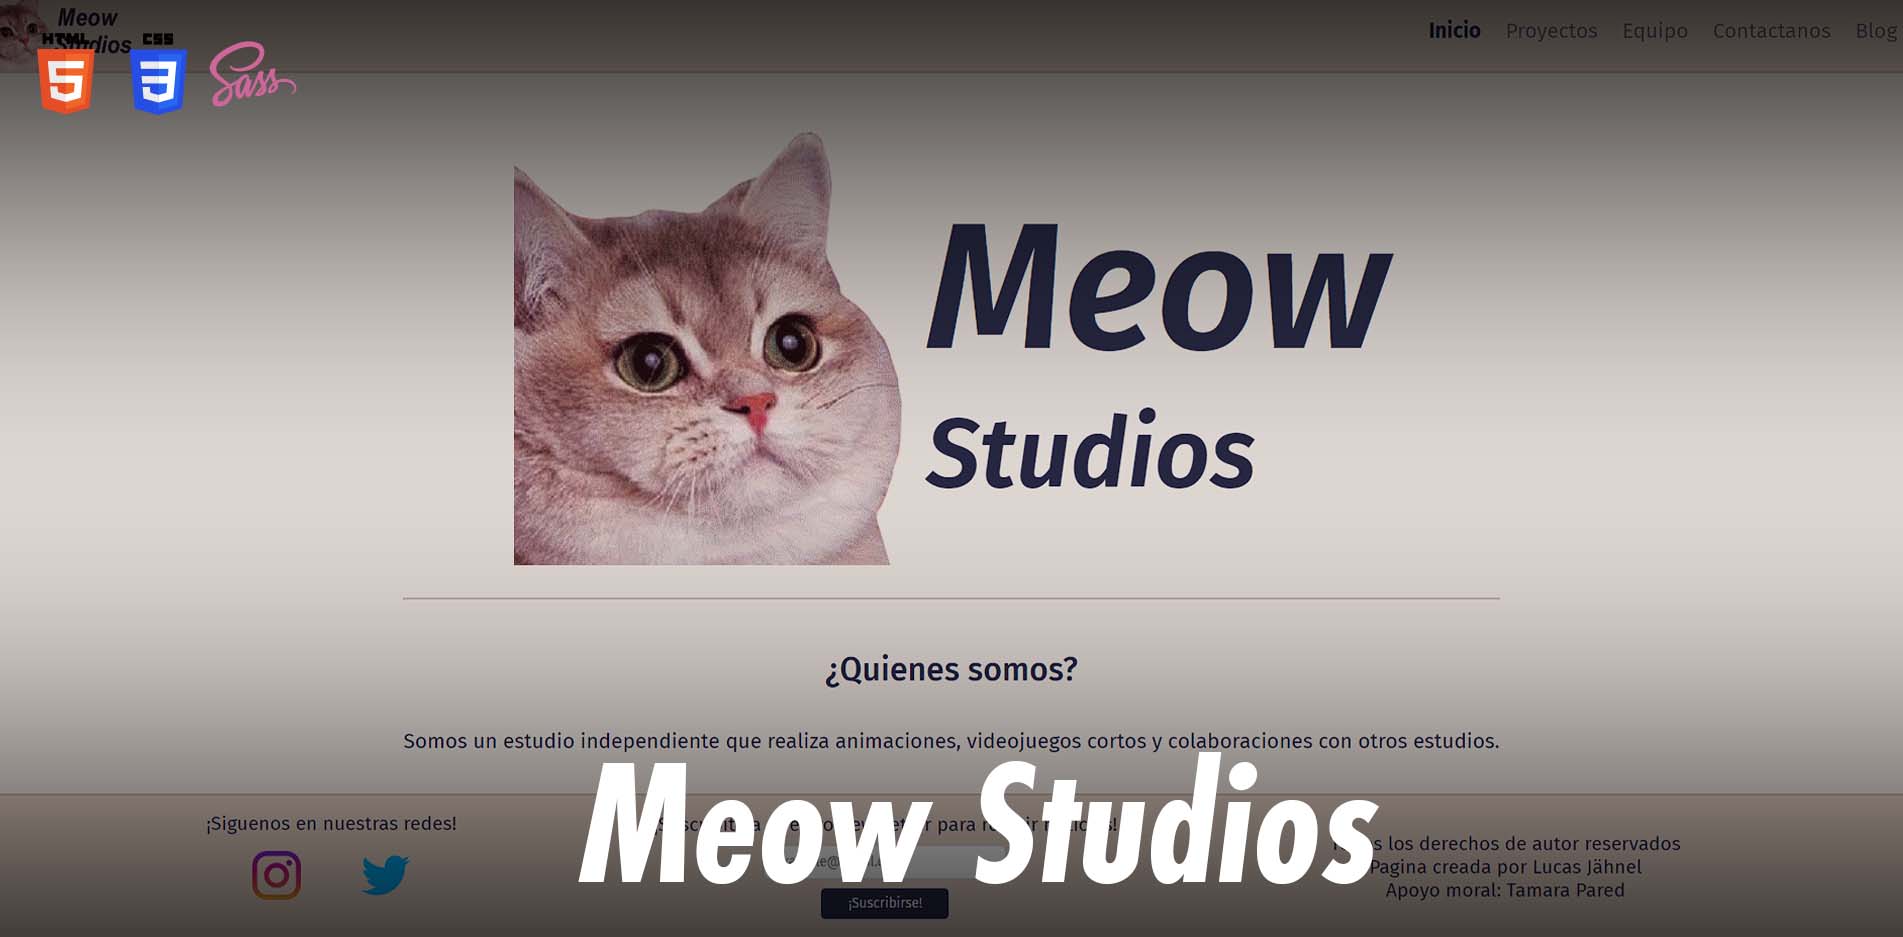 Meow
Studios
HTML
5
CSS
3
Sass
Inicio Proyectos Equipo Contactanos Blog
Meow
Studios
¿Quienes somos?
Somos un estudio independiente que realiza animaciones, videojuegos cortos y colaboraciones con otros estudios.
Meow Studios
¡Siguenos en nuestras redes!
para
¡Suscribirse!
los derechos de autor reservados
Pagina creada por Lucas Jähnel
Apoyo moral: Tamara Pared